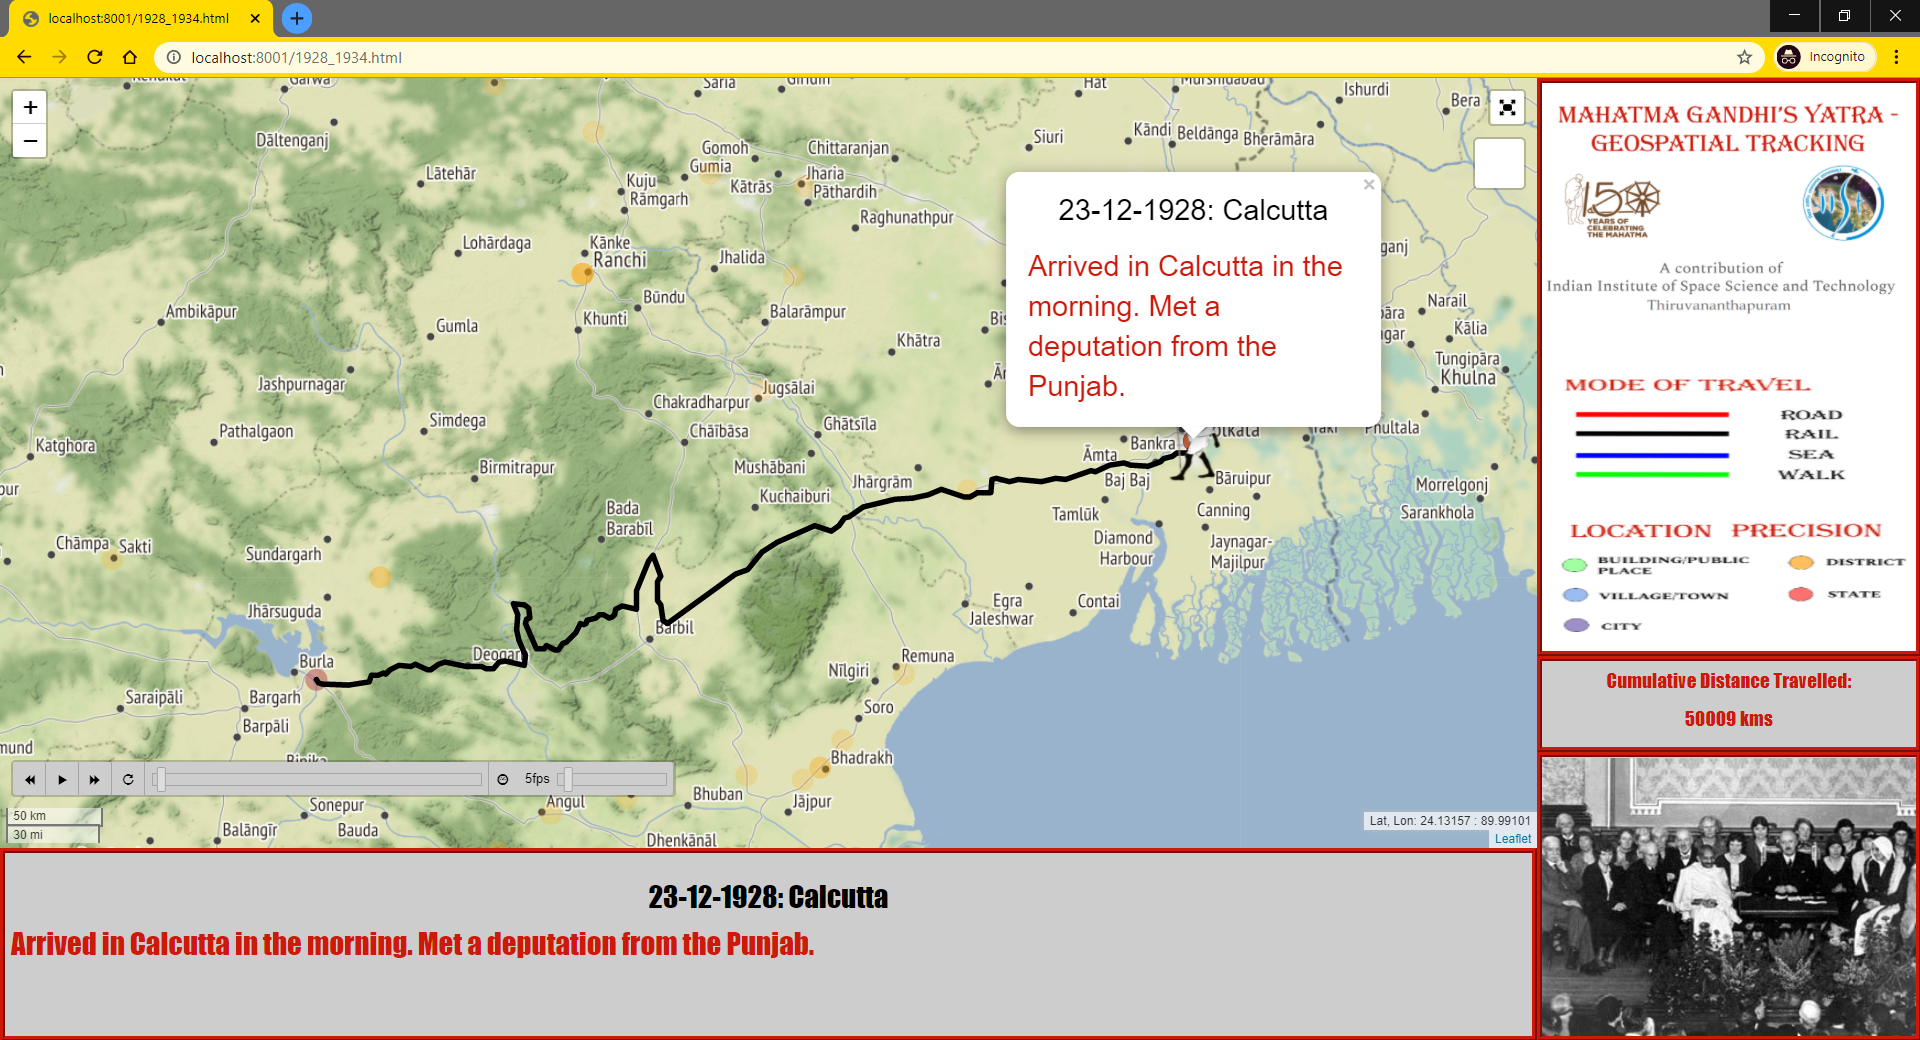 localhost:8001/1928_1934.html
localhost:8001/1928_1934.html
Incognito
+
−
Garwa
Saria
Giridih
Hat
Murshidabad
Ishurdi
Bera
Dāltenganj
Gomoh
Chittaranjan
Siuri
Kāndi
Beldānga
Bherāmāra
Lātehār
Gumia
Kātrās
Jharia
Pāthardih
Kuju
Rāmgarh
Raghunathpur
Lohārdaga
Kānke
Ranchi
Jhalida
ganj
Ambikāpur
Būndu
Balarāmpur
Narail
Gumla
Khunti
Khātra
Kālia
Jashpurnagar
Jugsālai
Tungipāra
Khulna
Chakradharpur
Simdega
Pathalgaon
Chāībāsa
Ghātsīla
Phultala
Katghora
Bankra
Āmta
Birmitrapur
Mushābani
Jhārgrām
Baj Baj
Bāruipur
Morrelgonj
Kuchaiburi
Bada
Barabīl
Tamlūk
Canning
Sarankhola
Chāmpa
Sakti
Sundargarh
Diamond
Harbour
Jaynagar-
Majilpur
Jhārsuguda
Egra
Jaleshwar
Contai
Barbil
Burla
Deogarh
Nīlgiri
Remuna
Saraipāli
Bargarh
Soro
Barpāli
Bhadrakh
Binika
Bhuban
Jājpur
Sonepur
Angul
Balāngīr
Bauda
Dhenkānāl
23-12-1928: Calcutta
Arrived in Calcutta in the
morning. Met a
deputation from the
Punjab.
×
5fps
50 km
30 mi
Lat, Lon: 24.13157 : 89.99101
Leaflet
23-12-1928: Calcutta
Arrived in Calcutta in the morning. Met a deputation from the Punjab.
MAHATMA GANDHI'S YATRA -
GEOSPATIAL TRACKING
150
YEARS OF
CELEBRATING
THE MAHATMA
A contribution of
Indian Institute of Space Science and Technology
Thiruvananthapuram
MODE OF TRAVEL
ROAD
RAIL
SEA
WALK
LOCATION PRECISION
BUILDING/PUBLIC
PLACE
DISTRICT
VILLAGE/TOWN
STATE
CITY
Cumulative Distance Travelled:
50009 kms